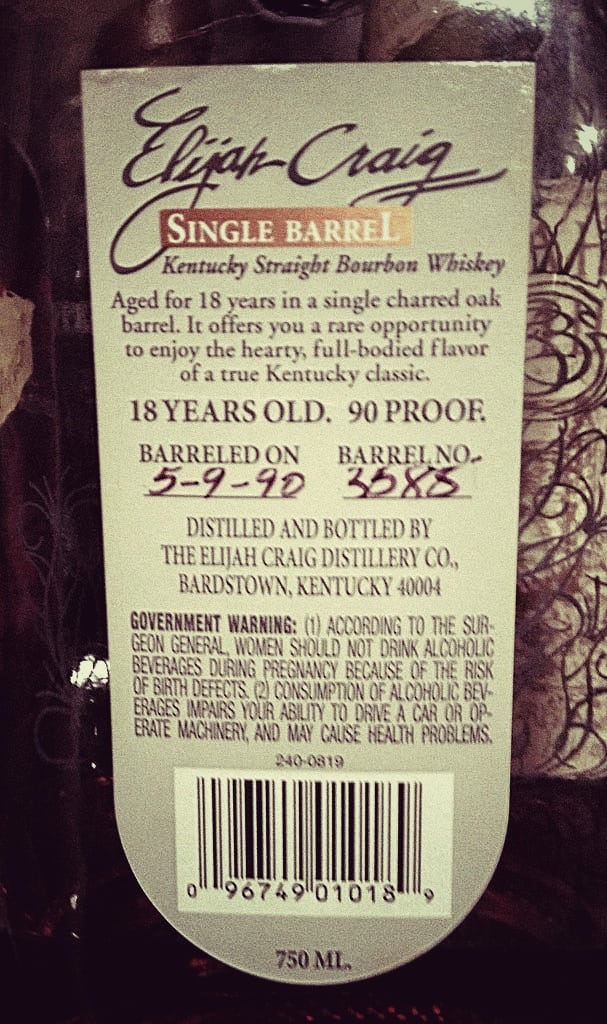 Elijah Craig
SINGLE BARREL
Kentucky Straight Bourbon Whiskey
Aged for 18 years in a single charred oak
barrel. It offers you a rare opportunity
to enjoy the hearty, full-bodied flavor
of a true Kentucky classic.
18 YEARS OLD. 90 PROOF.
BARRELED ON BARREL NO.
5-9-90 3588
DISTILLED AND BOTTLED BY
THE ELIJAH CRAIG DISTILLERY CO.,
BARDSTOWN, KENTUCKY 40004
GOVERNMENT WARNING: (1) ACCORDING TO THE SUR-
GEON GENERAL, WOMEN SHOULD NOT DRINK ALCOHOLIC
BEVERAGES DURING PREGNANCY BECAUSE OF THE RISK
OF BIRTH DEFECTS. (2) CONSUMPTION OF ALCOHOLIC BEV-
ERAGES IMPAIRS YOUR ABILITY TO DRIVE A CAR OR OP-
ERATE MACHINERY, AND MAY CAUSE HEALTH PROBLEMS.
240-0819
0 96749 01018 9
750 ML.